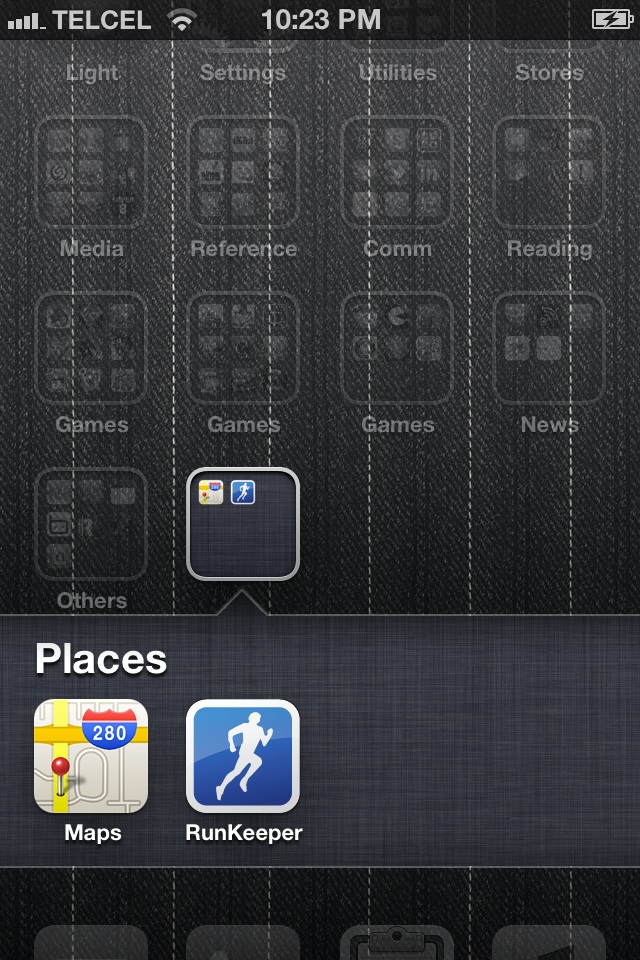 TELCEL 10:23 PM
Light Settings Utilities Stores
Media Reference Comm Reading
Games Games Games News
Others
Places
280
Maps RunKeeper